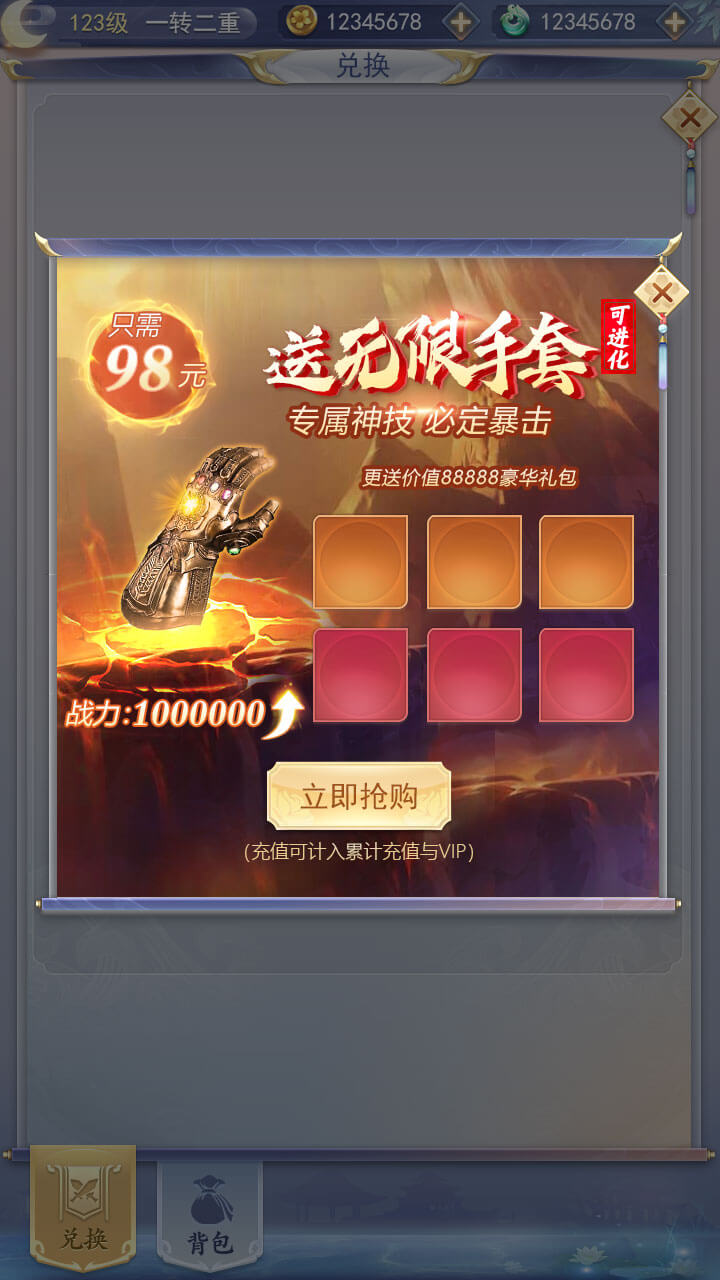 123级 一转二重 12345678 12345678
兑换
只需
98元
送无限手套
可进化
专属神技 必定暴击
更送价值88888豪华礼包
战力:1000000
立即抢购
(充值可计入累计充值与VIP)
兑换 背包